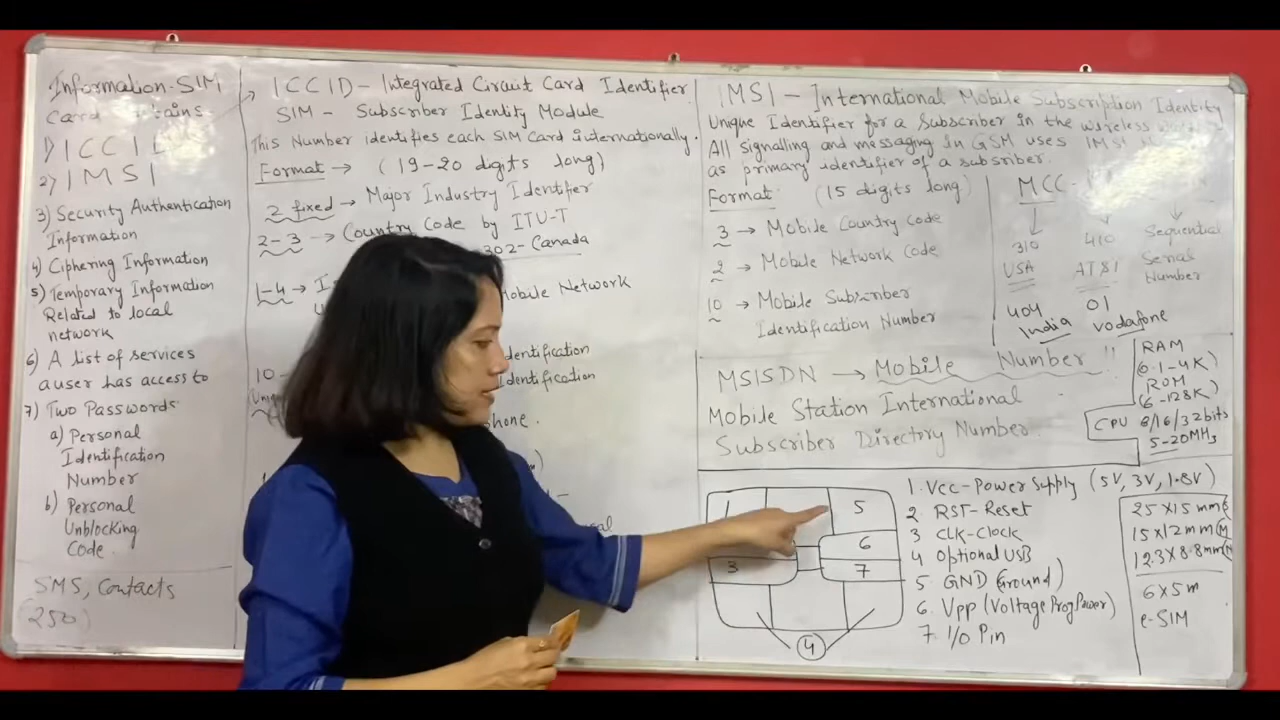 Information-SIM
Card
1) ICCI
2) IMSI
3) Security Authentication
Information
4) Ciphering Information
5) Temporary Information
Related to local
network
6) A list of services
a user has access to
7) Two Passwords
a) Personal
Identification
Number
b) Personal
Unblocking
Code
SMS, Contacts
(250)
ICCID - Integrated Circuit Card Identifier
SIM - Subscriber Identity Module
This Number identifies each SIM Card internationally.
Format → (19-20 digits long)
2 fixed → Major Industry Identifier
2-3 → Country Code by ITU-T
302- Canada
1-4 → Mobile Network
dentification
10 - Identification
phone.
IMSI - International Mobile Subscription Identity
Unique Identifier for a Subscriber in the wireless
All signalling and messaging in GSM uses IMSI
as primary identifier of a subsriber.
Format: (15 digits long)
3 → Mobile Country Code
2 → Mobile Network Code
10 → Mobile Subscriber
Identification Number
MCC -
310 410 Sequential
USA AT&T Serial
Number
404 01
India vodafone
MSISDN → Mobile Number !!
Mobile Station International
Subscriber Directory Number.
RAM
(6.1-4K)
ROM
(6-128K)
CPU 8/16/32bits
5-20MHz
1 5
6
3 7
4
1. Vcc-Power Supply (5V, 3V, 1.8V)
2 RST-Reset
3 CLK-Clock
4 Optional USB
5 GND (Ground)
6. Vpp (Voltage Prog Power)
7. I/O Pin
25 X 15 mm
15 X 12 mm (M
12.3 X 8.8 mm (N
6 X 5 m
e-SIM